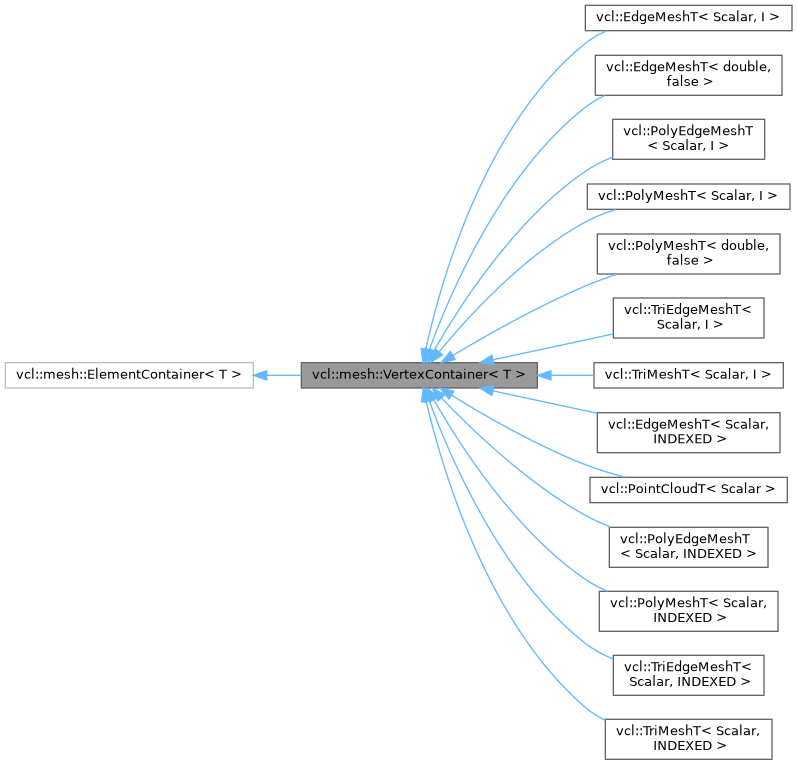 vcl::EdgeMeshT< Scalar, I >
vcl::EdgeMeshT< double,
false >
vcl::PolyEdgeMeshT
< Scalar, I >
vcl::PolyMeshT< Scalar, I >
vcl::PolyMeshT< double,
false >
vcl::TriEdgeMeshT<
Scalar, I >
vcl::mesh::ElementContainer< T >
vcl::mesh::VertexContainer< T >
vcl::TriMeshT< Scalar, I >
vcl::EdgeMeshT< Scalar,
INDEXED >
vcl::PointCloudT< Scalar >
vcl::PolyEdgeMeshT
< Scalar, INDEXED >
vcl::PolyMeshT< Scalar,
INDEXED >
vcl::TriEdgeMeshT<
Scalar, INDEXED >
vcl::TriMeshT< Scalar,
INDEXED >